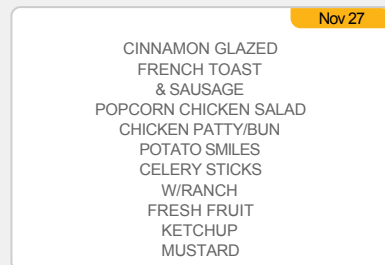 Nov 27
CINNAMON GLAZED
FRENCH TOAST
& SAUSAGE
POPCORN CHICKEN SALAD
CHICKEN PATTY/BUN
POTATO SMILES
CELERY STICKS
W/RANCH
FRESH FRUIT
KETCHUP
MUSTARD